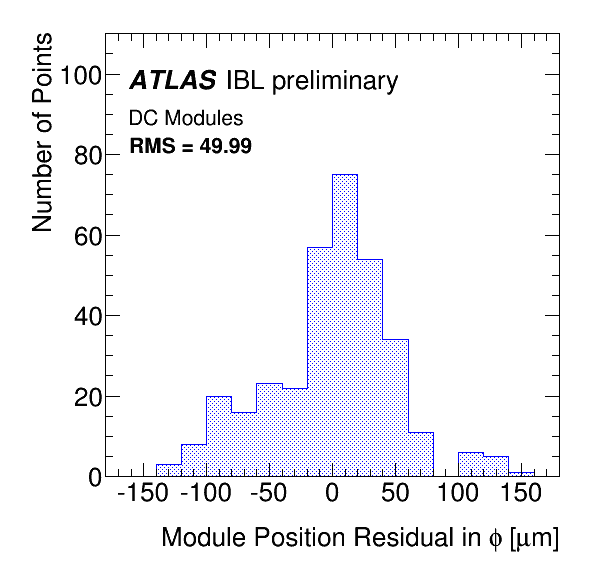 Number of Points
100
80
60
40
20
0
ATLAS IBL preliminary
DC Modules
RMS = 49.99
-150 -100 -50 0 50 100 150
Module Position Residual in ϕ [μm]